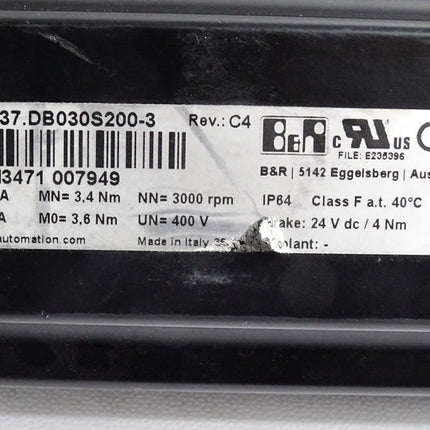 37.DB030S200-3 Rev.: C4
B&R c RU US
FILE: E235396
3471 007949
B&R | 5142 Eggelsberg | Aus
A MN= 3,4 Nm NN= 3000 rpm IP64 Class F a.t. 40°C
A M0= 3,6 Nm UN= 400 V rake: 24 V dc / 4 Nm
automation.com Made in Italy 35 olant: -